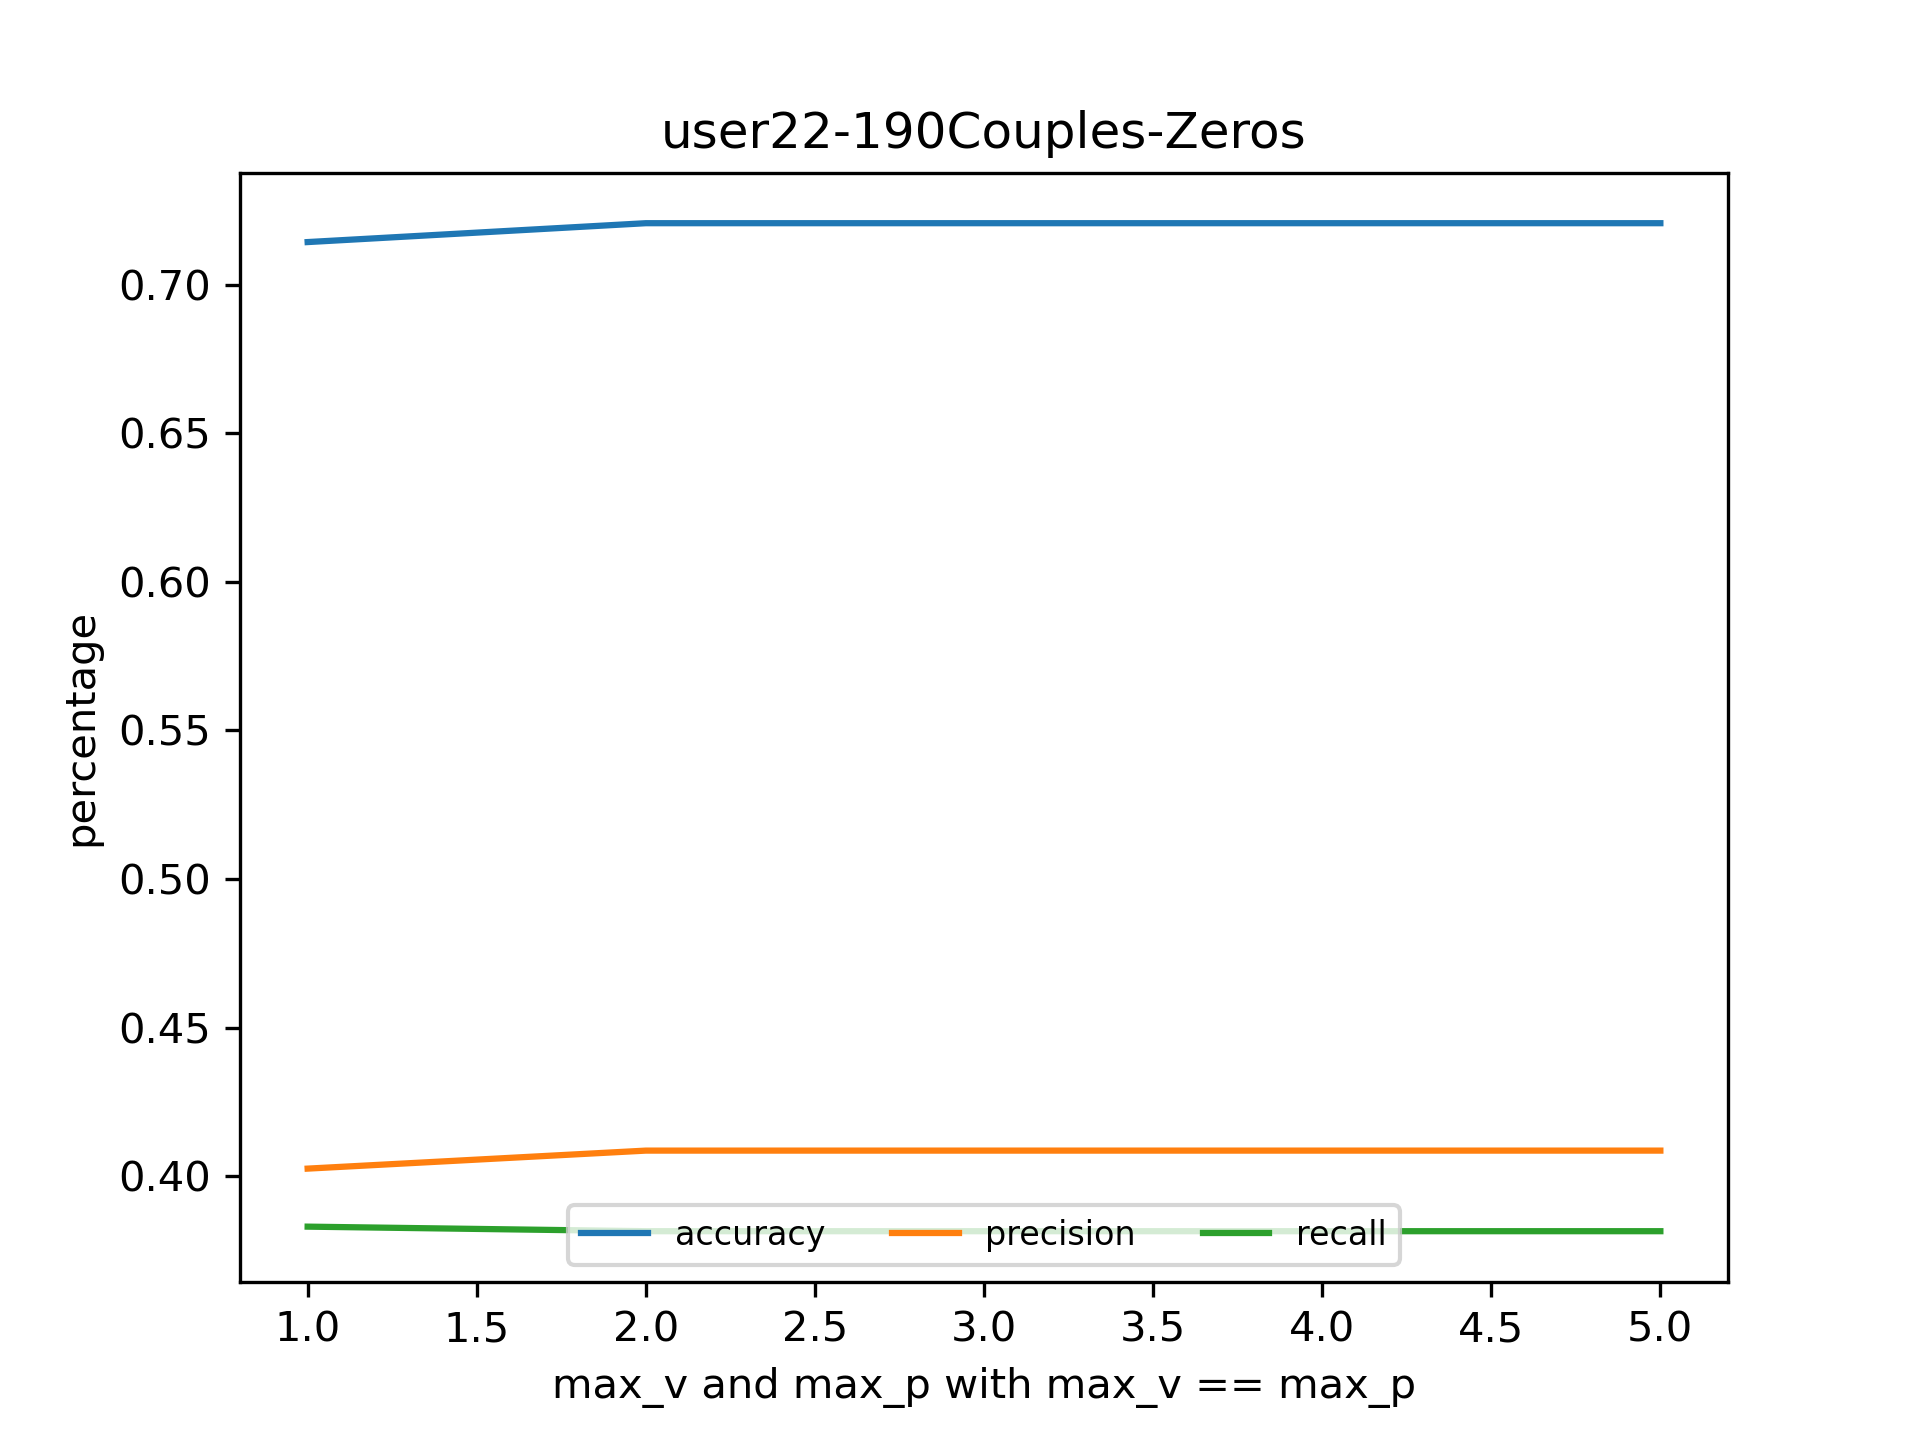 user22-190Couples-Zeros
percentage
0.70
0.65
0.60
0.55
0.50
0.45
0.40
accuracy precision recall
1.0 1.5 2.0 2.5 3.0 3.5 4.0 4.5 5.0
max_v and max_p with max_v == max_p